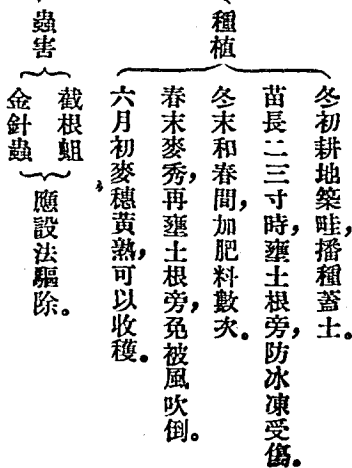 種植
冬初耕地築畦，播種蓋土。
苗長二三寸時，壅土根旁，防冰凍受傷。
冬末和春間，加肥料數次。
春末麥秀，再壅土根旁，免被風吹倒。
六月初麥穗黃熟，可以收穫。
蟲害
截根蛆
金針蟲
應設法驅除。